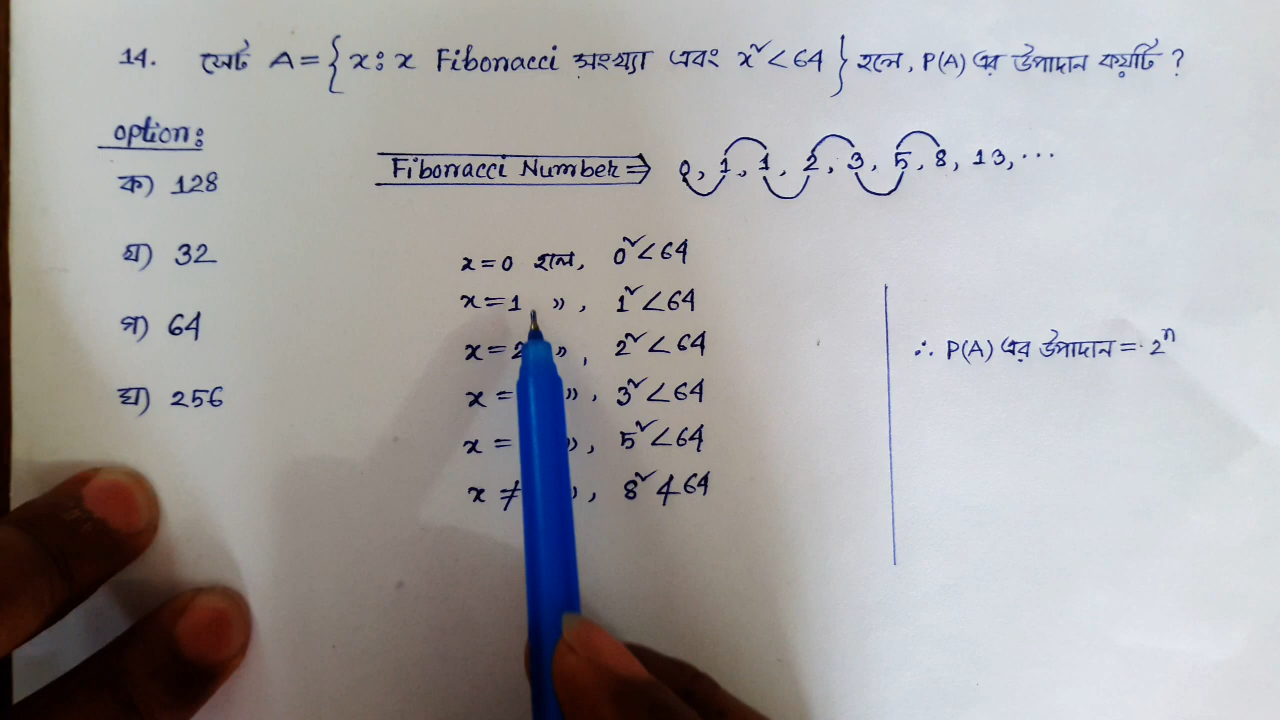 14. সেট A = { x : x Fibonacci সংখ্যা এবং x² < 64 } হলে, P(A) এর উপাদান কয়টি ?
option :
Fibonacci Number ⇒ 0, 1, 1, 2, 3, 5, 8, 13, ···
ক) 128
খ) 32
গ) 64
ঘ) 256
x = 0 হলে, 0² < 64
x = 1 ” , 1² < 64
x = 2 ” , 2² < 64
x = ” , 3² < 64
x = ” , 5² < 64
x ≠ ” , 8² ≮ 64
∴ P(A) এর উপাদান = 2ⁿ